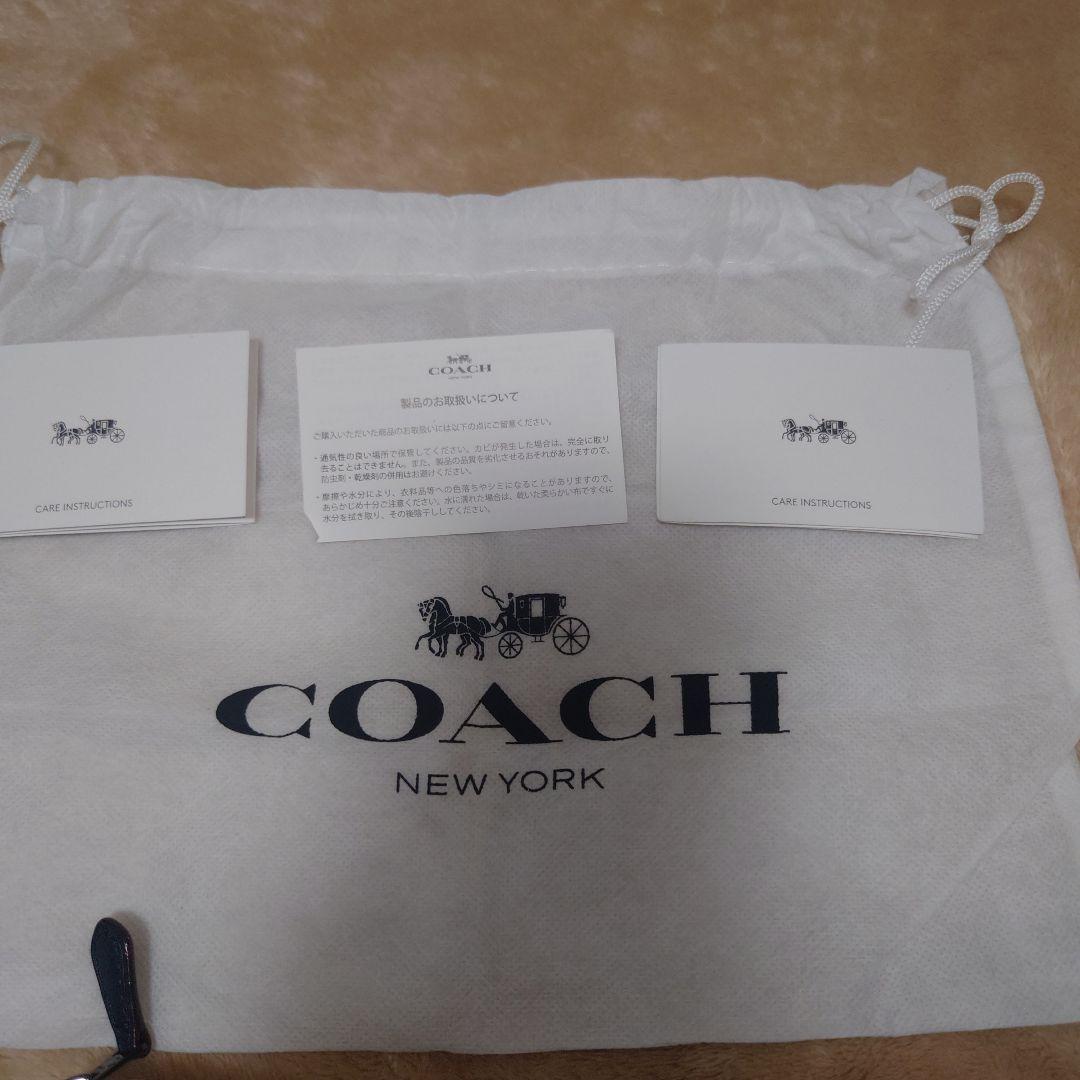 CARE INSTRUCTIONS
COACH
NEW YORK
製品のお取扱いについて
ご購入いただいた商品のお取扱いには以下の点にご留意ください。
・通気性の良い場所で保管してください。カビが発生した場合は、完全に取り
去ることはできません。また、製品の品質を劣化させるおそれがありますので、
防虫剤・乾燥剤の併用はお避けください。
・摩擦や水分により、衣料品等への色落ちやシミになることがありますので、
あらかじめ十分ご注意ください。水に濡れた場合は、乾いた柔らかい布ですぐに
水分を拭き取り、その後陰干ししてください。
CARE INSTRUCTIONS
COACH
NEW YORK